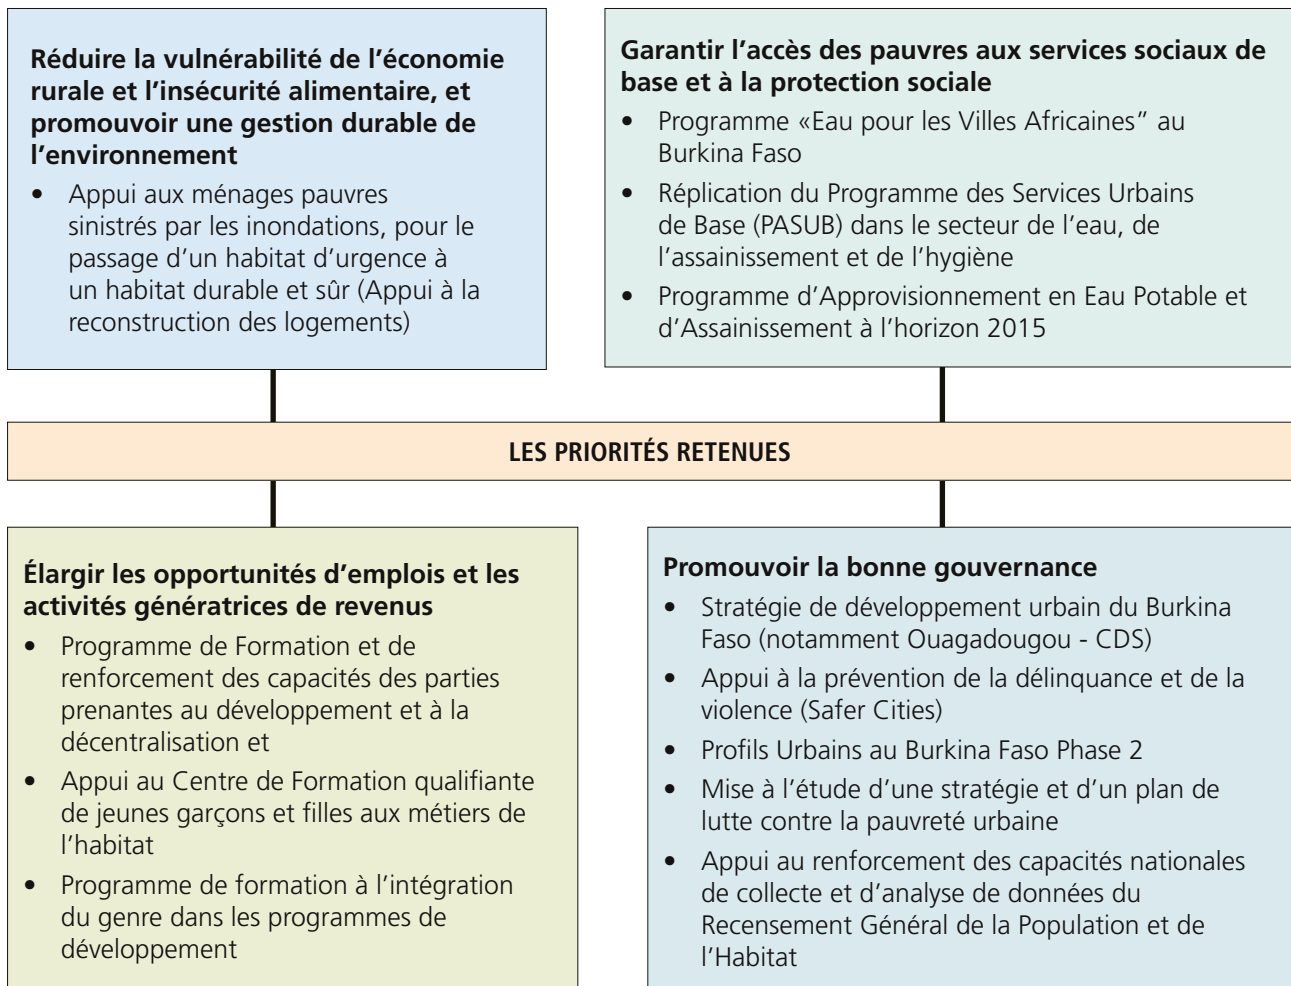 Réduire la vulnérabilité de l'économie
rurale et l'insécurité alimentaire, et
promouvoir une gestion durable de
l'environnement
• Appui aux ménages pauvres
sinistrés par les inondations, pour le
passage d'un habitat d'urgence à
un habitat durable et sûr (Appui à la
reconstruction des logements)
Garantir l'accès des pauvres aux services sociaux de
base et à la protection sociale
• Programme «Eau pour les Villes Africaines” au
Burkina Faso
• Réplication du Programme des Services Urbains
de Base (PASUB) dans le secteur de l'eau, de
l'assainissement et de l'hygiène
• Programme d'Approvisionnement en Eau Potable et
d'Assainissement à l'horizon 2015
LES PRIORITÉS RETENUES
Élargir les opportunités d'emplois et les
activités génératrices de revenus
• Programme de Formation et de
renforcement des capacités des parties
prenantes au développement et à la
décentralisation et
• Appui au Centre de Formation qualifiante
de jeunes garçons et filles aux métiers de
l'habitat
• Programme de formation à l'intégration
du genre dans les programmes de
développement
Promouvoir la bonne gouvernance
• Stratégie de développement urbain du Burkina
Faso (notamment Ouagadougou - CDS)
• Appui à la prévention de la délinquance et de la
violence (Safer Cities)
• Profils Urbains au Burkina Faso Phase 2
• Mise à l'étude d'une stratégie et d'un plan de
lutte contre la pauvreté urbaine
• Appui au renforcement des capacités nationales
de collecte et d'analyse de données du
Recensement Général de la Population et de
l'Habitat